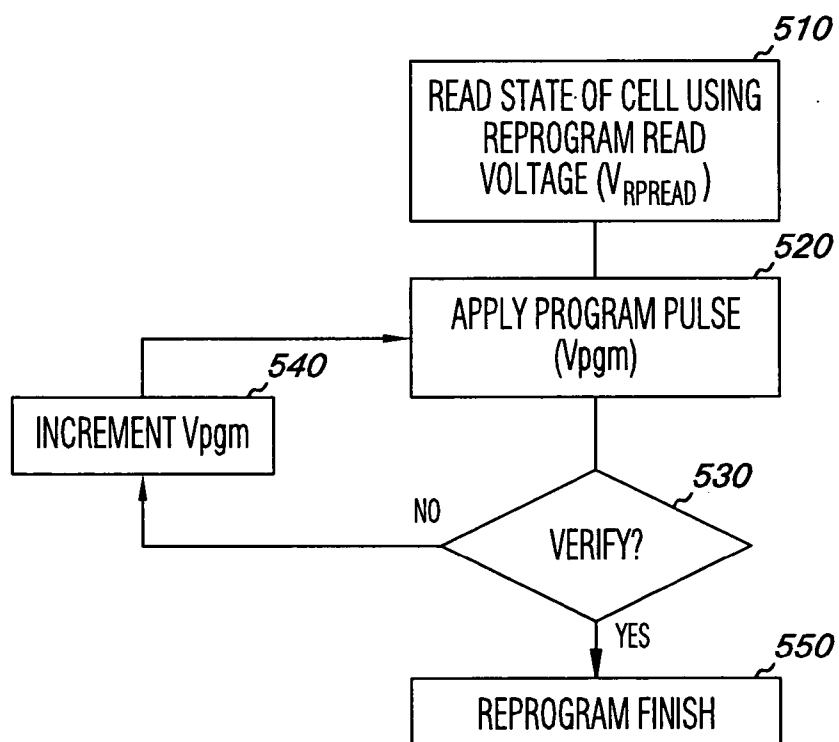 510
READ STATE OF CELL USING
REPROGRAM READ
VOLTAGE (VRPREAD)
520
APPLY PROGRAM PULSE
(Vpgm)
540
INCREMENT Vpgm
530
NO
VERIFY?
YES
550
REPROGRAM FINISH